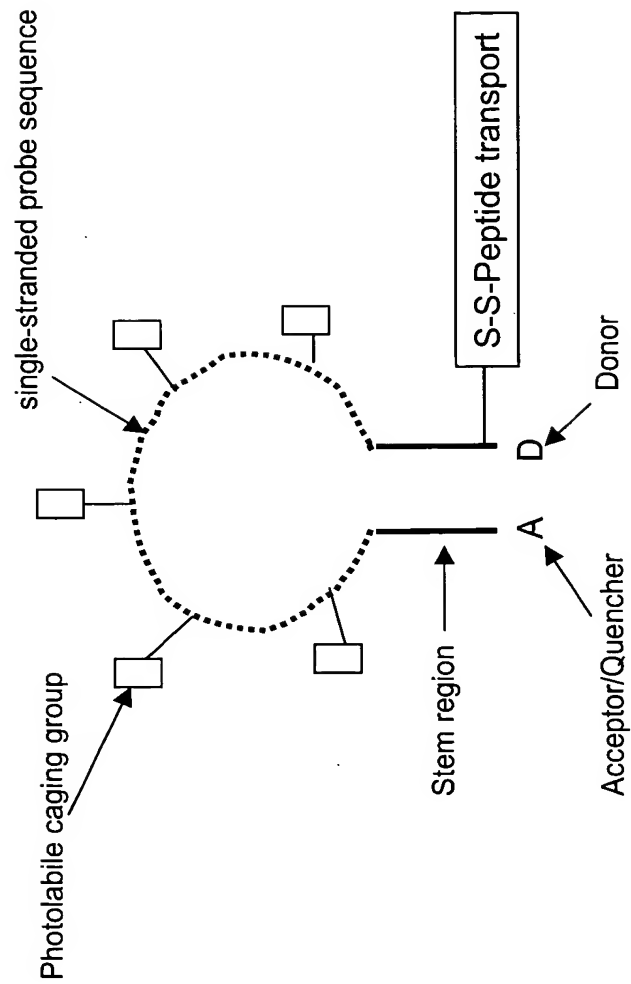 single-stranded probe sequence
Photolabile caging group
S-S-Peptide transport
Stem region
A
D
Donor
Acceptor/Quencher